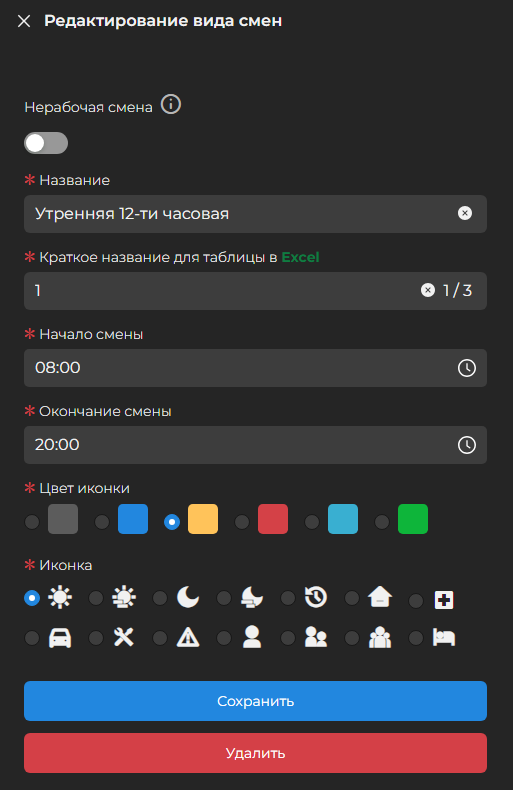 Редактирование вида смен
Нерабочая смена
* Название
Утренняя 12-ти часовая
* Краткое название для таблицы в Excel
1
1 / 3
* Начало смены
08:00
* Окончание смены
20:00
* Цвет иконки
* Иконка
Сохранить
Удалить